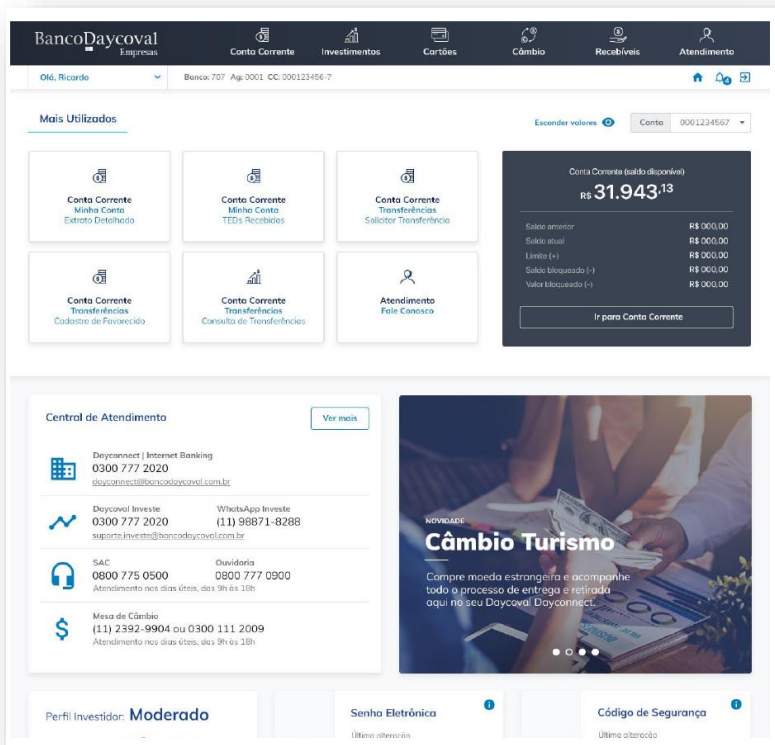 BancoDaycoval
Empresas
Conta Corrente
Investimentos
Cartões
Câmbio
Recebíveis
Atendimento
Olá, Ricardo
Banco: 707 Ag: 0001 CC: 000123456-7
4
Mais Utilizados
Esconder valores
Conta 0001234567
Conta Corrente
Minha Conta
Extrato Detalhado
Conta Corrente
Minha Conta
TEDs Recebidas
Conta Corrente
Transferências
Solicitar Transferência
Conta Corrente
Transferências
Cadastro de Favorecido
Conta Corrente
Transferências
Consulta de Transferências
Atendimento
Fale Conosco
Conta Corrente (saldo disponível)
R$ 31.943,13
Saldo anterior R$ 000,00
Saldo atual R$ 000,00
Limite (+) R$ 000,00
Saldo bloqueado (-) R$ 000,00
Valor bloqueado (-) R$ 000,00
Ir para Conta Corrente
Central de Atendimento
Ver mais
Dayconnect | Internet Banking
0300 777 2020
dayconnect@bancodaycoval.com.br
Daycoval Investe
0300 777 2020
suporte.investe@bancodaycoval.com.br
WhatsApp Investe
(11) 98871-8288
SAC
0800 775 0500
Ouvidoria
0800 777 0900
Atendimento nos dias úteis, das 9h às 18h
Mesa de Câmbio
(11) 2392-9904 ou 0300 111 2009
Atendimento nos dias úteis, das 9h às 18h
NOVIDADE
Câmbio Turismo
Compre moeda estrangeira e acompanhe
todo o processo de entrega e retirada
aqui no seu Daycoval Dayconnect.
Perfil Investidor: Moderado
Senha Eletrônica
Última alteração
Código de Segurança
Última alteração